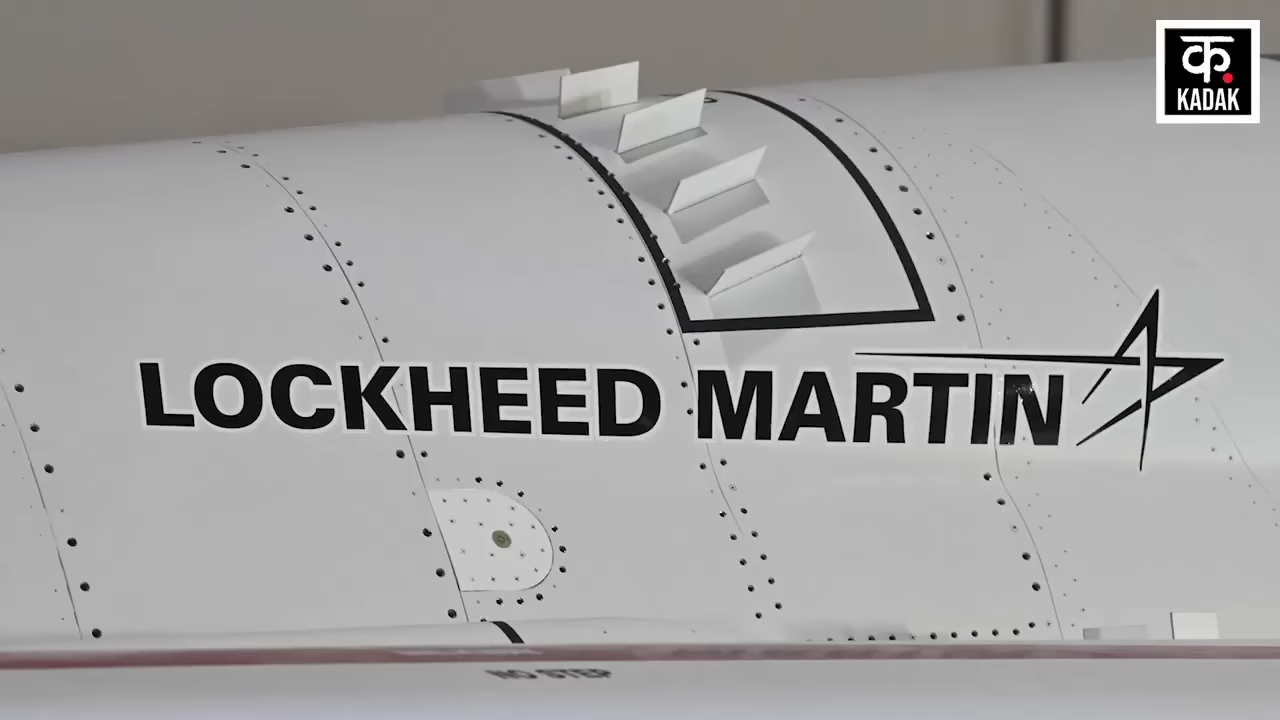 क.
KADAK
LOCKHEED MARTIN
NO STEP